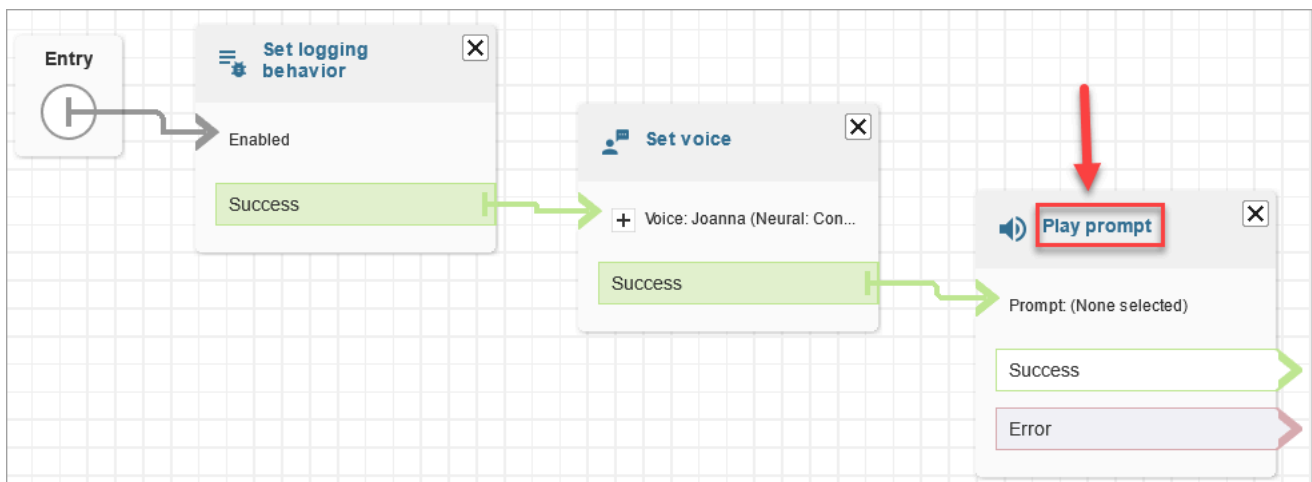 Entry
Set logging
behavior
Enabled
Success
Set voice
Voice: Joanna (Neural: Con...
Success
Play prompt
Prompt: (None selected)
Success
Error